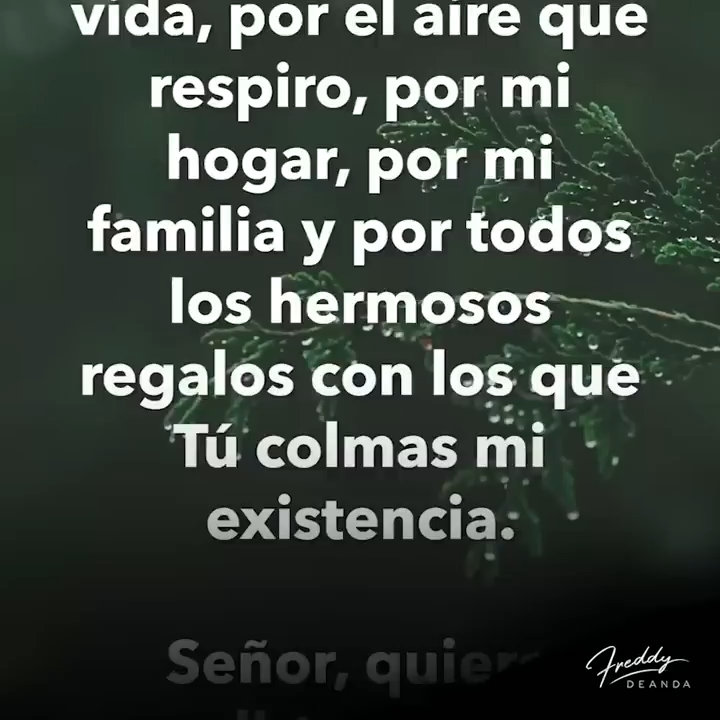 vida, por el aire que
respiro, por mi
hogar, por mi
familia y por todos
los hermosos
regalos con los que
Tú colmas mi
existencia.
Señor,
Freddy
DEANDA